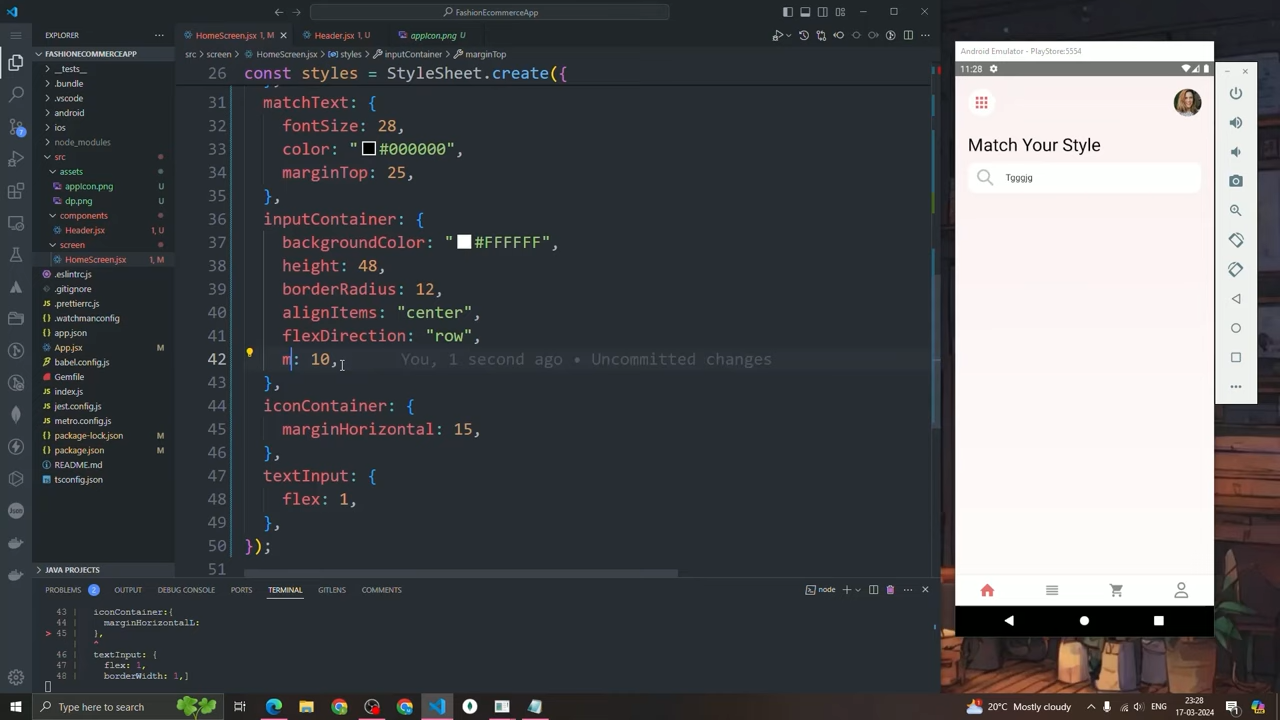 FashionEcommerceApp
EXPLORER
HomeScreen.jsx 1, M
Header.jsx 1, U
appIcon.png U
FASHIONECOMMERCEAPP
src > screen > HomeScreen.jsx > styles > inputContainer > marginTop
__tests__
.bundle
.vscode
android
ios
node_modules
src
assets
appIcon.png U
dp.png U
components
Header.jsx 1, U
screen
HomeScreen.jsx 1, M
.eslintrc.js
.gitignore
.prettierrc.js
.watchmanconfig
app.json
App.jsx M
babel.config.js
Gemfile
index.js
jest.config.js
metro.config.js
package-lock.json M
package.json M
README.md
tsconfig.json
JAVA PROJECTS
26 const styles = StyleSheet.create({
31 matchText: {
32 fontSize: 28,
33 color: "#000000",
34 marginTop: 25,
35 },
36 inputContainer: {
37 backgroundColor: "#FFFFFF",
38 height: 48,
39 borderRadius: 12,
40 alignItems: "center",
41 flexDirection: "row",
42 m: 10, You, 1 second ago • Uncommitted changes
43 },
44 iconContainer: {
45 marginHorizontal: 15,
46 },
47 textInput: {
48 flex: 1,
49 },
50 });
51
PROBLEMS 2
OUTPUT
DEBUG CONSOLE
PORTS
TERMINAL
GITLENS
COMMENTS
node
43 | iconContainer:{
44 | marginHorizontalL:
> 45 | },
| ^
46 | textInput: {
47 | flex: 1,
48 | borderWidth: 1,]
Android Emulator - PlayStore:5554
11:28
Match Your Style
Tgggjg
Type here to search
20°C Mostly cloudy
ENG
23:28
17-03-2024